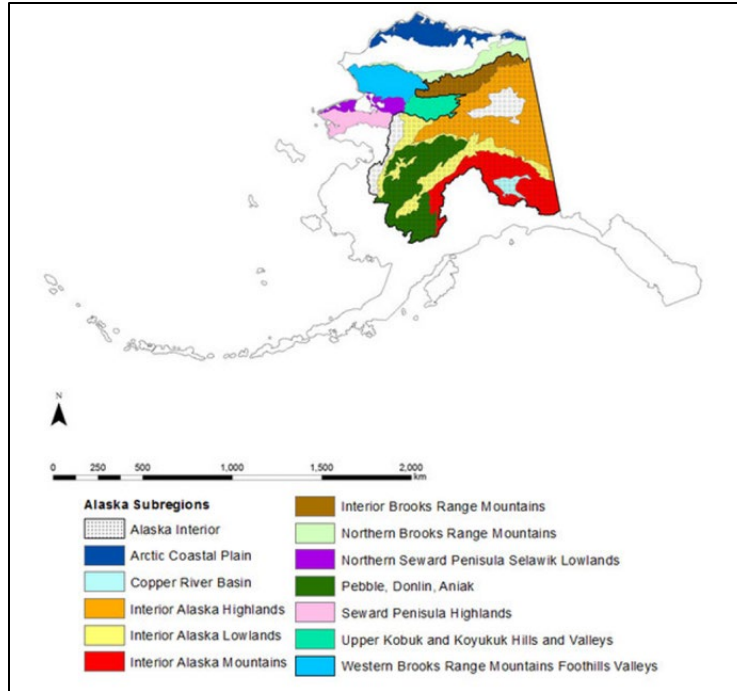 N
0 250 500 1,000 1,500 2,000
km
Alaska Subregions
Alaska Interior
Arctic Coastal Plain
Copper River Basin
Interior Alaska Highlands
Interior Alaska Lowlands
Interior Alaska Mountains
Interior Brooks Range Mountains
Northern Brooks Range Mountains
Northern Seward Penisula Selawik Lowlands
Pebble, Donlin, Aniak
Seward Penisula Highlands
Upper Kobuk and Koyukuk Hills and Valleys
Western Brooks Range Mountains Foothills Valleys